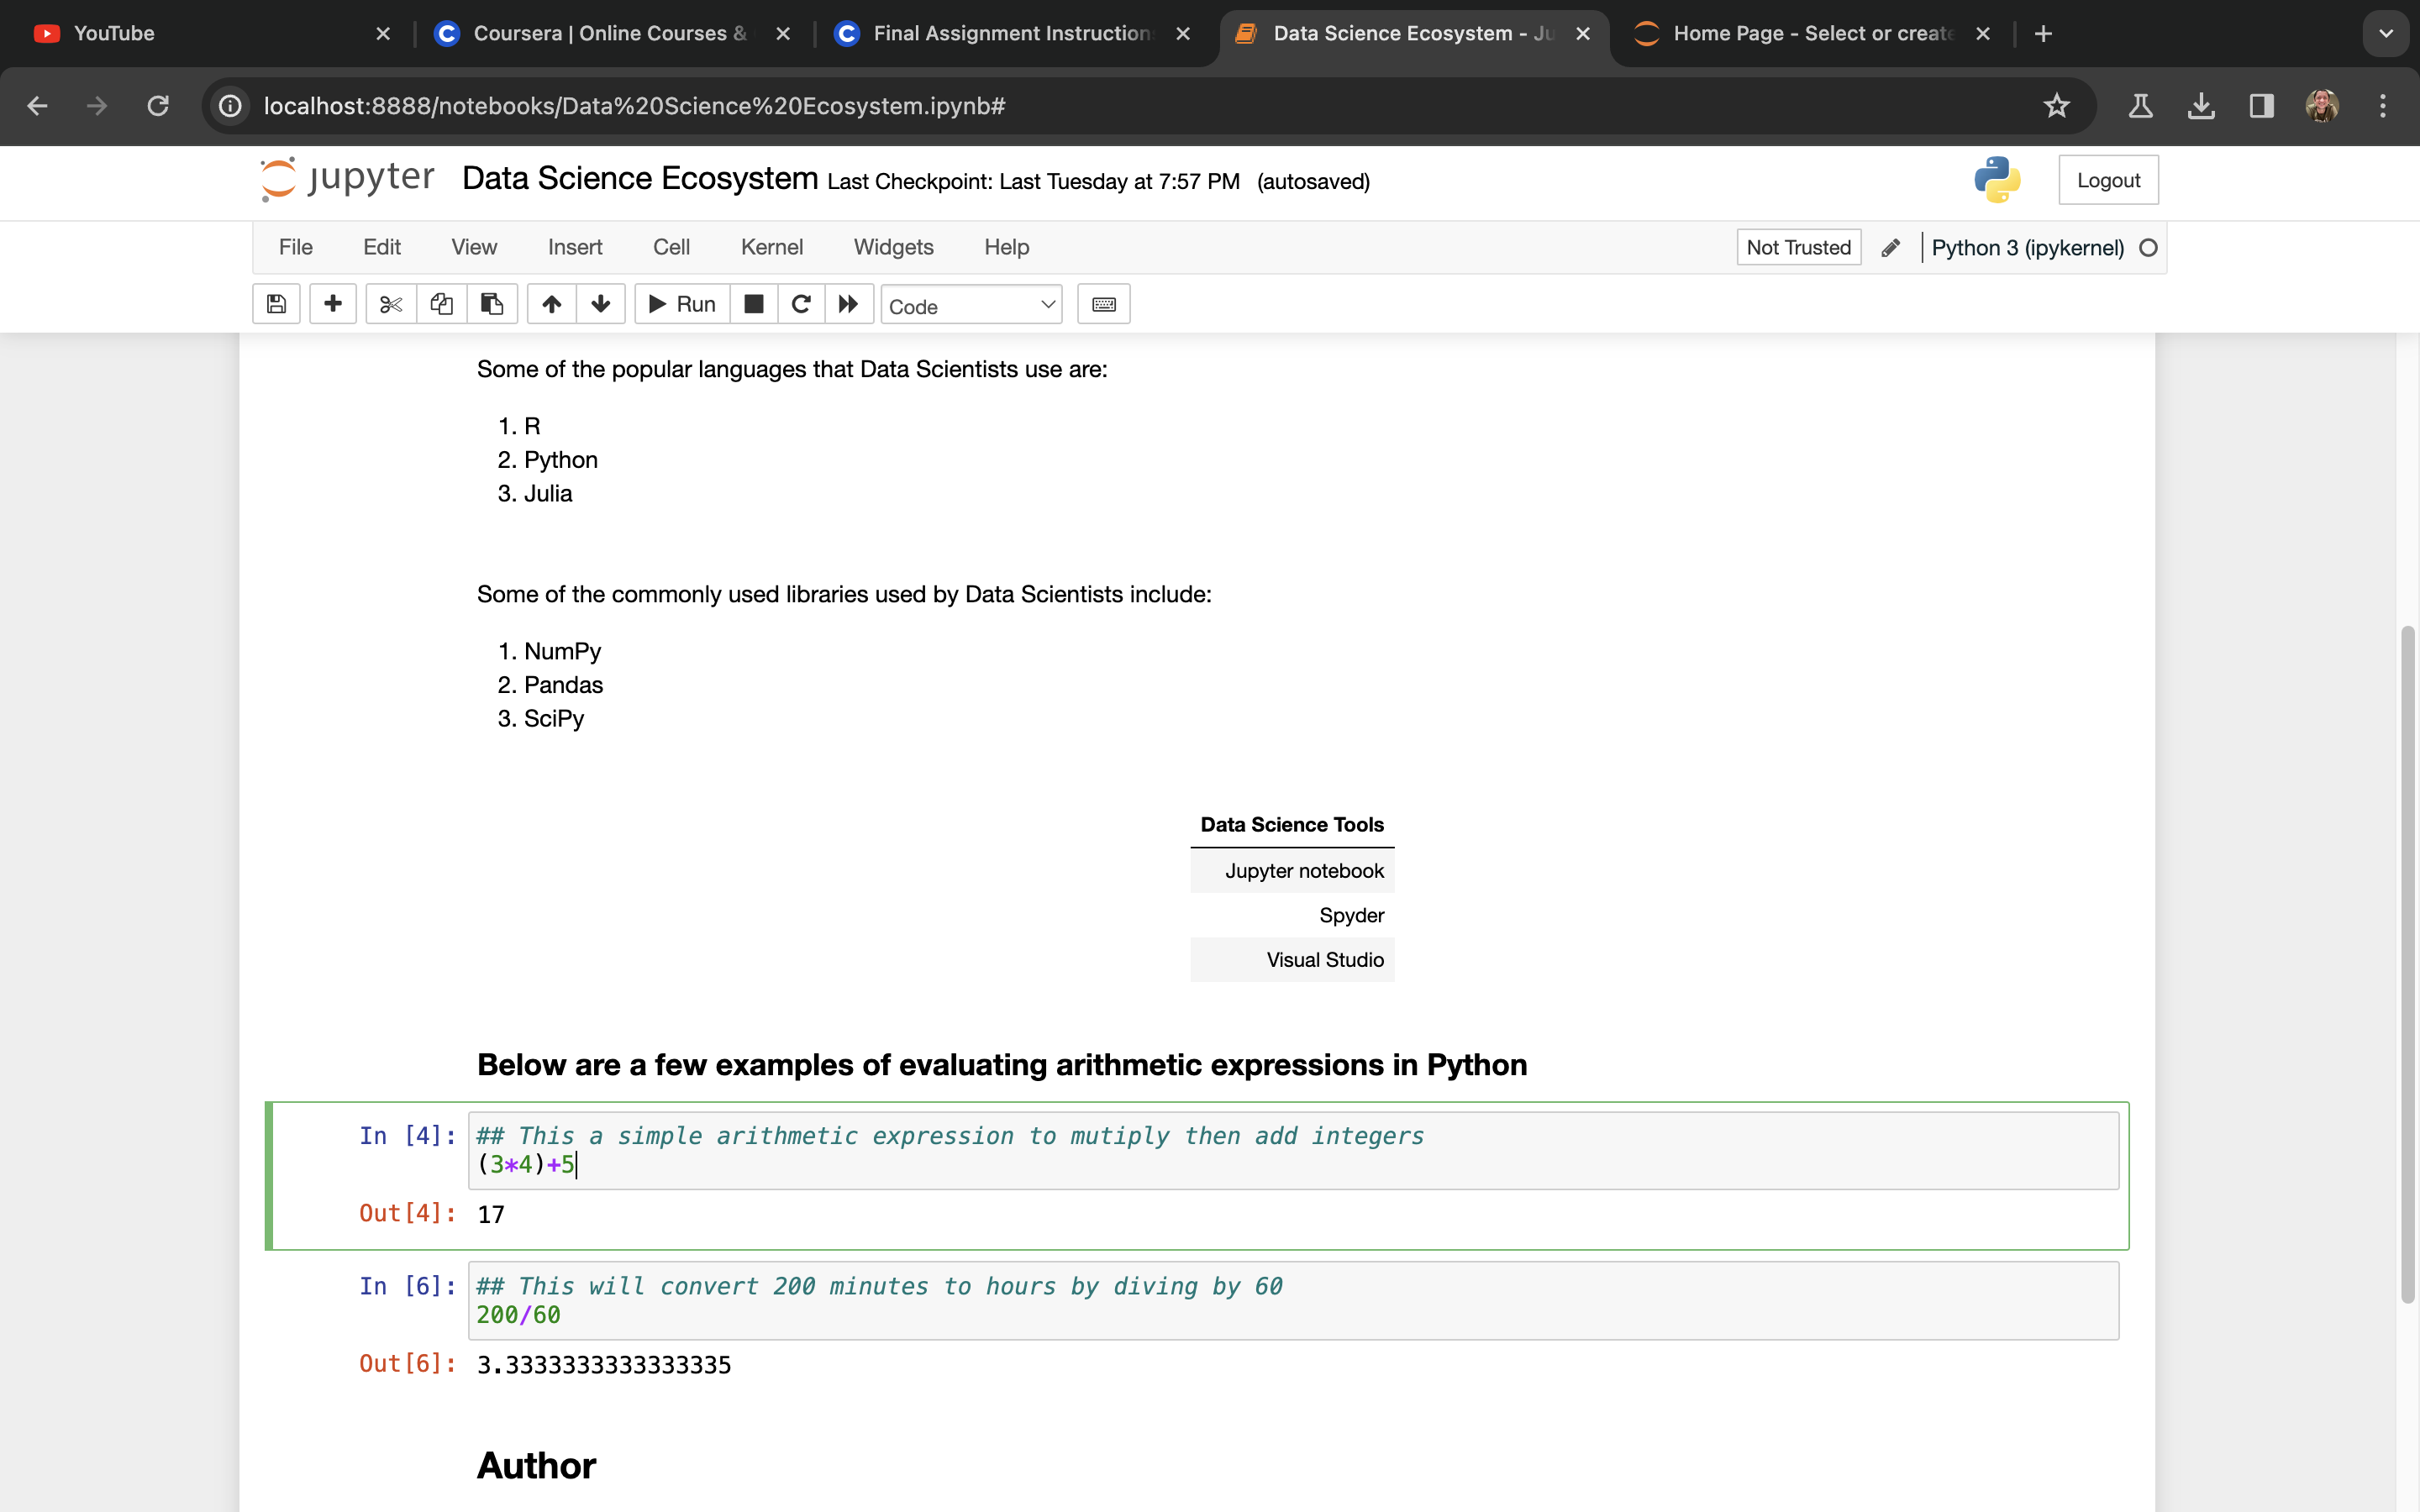 YouTube
Coursera | Online Courses &
Final Assignment Instruction
Data Science Ecosystem - Ju
Home Page - Select or create
localhost:8888/notebooks/Data%20Science%20Ecosystem.ipynb#
jupyter Data Science Ecosystem Last Checkpoint: Last Tuesday at 7:57 PM (autosaved)
Logout
File Edit View Insert Cell Kernel Widgets Help
Not Trusted
Python 3 (ipykernel)
Run
Code
Some of the popular languages that Data Scientists use are:
1. R
2. Python
3. Julia
Some of the commonly used libraries used by Data Scientists include:
1. NumPy
2. Pandas
3. SciPy
Data Science Tools
Jupyter notebook
Spyder
Visual Studio
Below are a few examples of evaluating arithmetic expressions in Python
In [4]: ## This a simple arithmetic expression to mutiply then add integers
(3*4)+5
Out[4]: 17
In [6]: ## This will convert 200 minutes to hours by diving by 60
200/60
Out[6]: 3.3333333333333335
Author